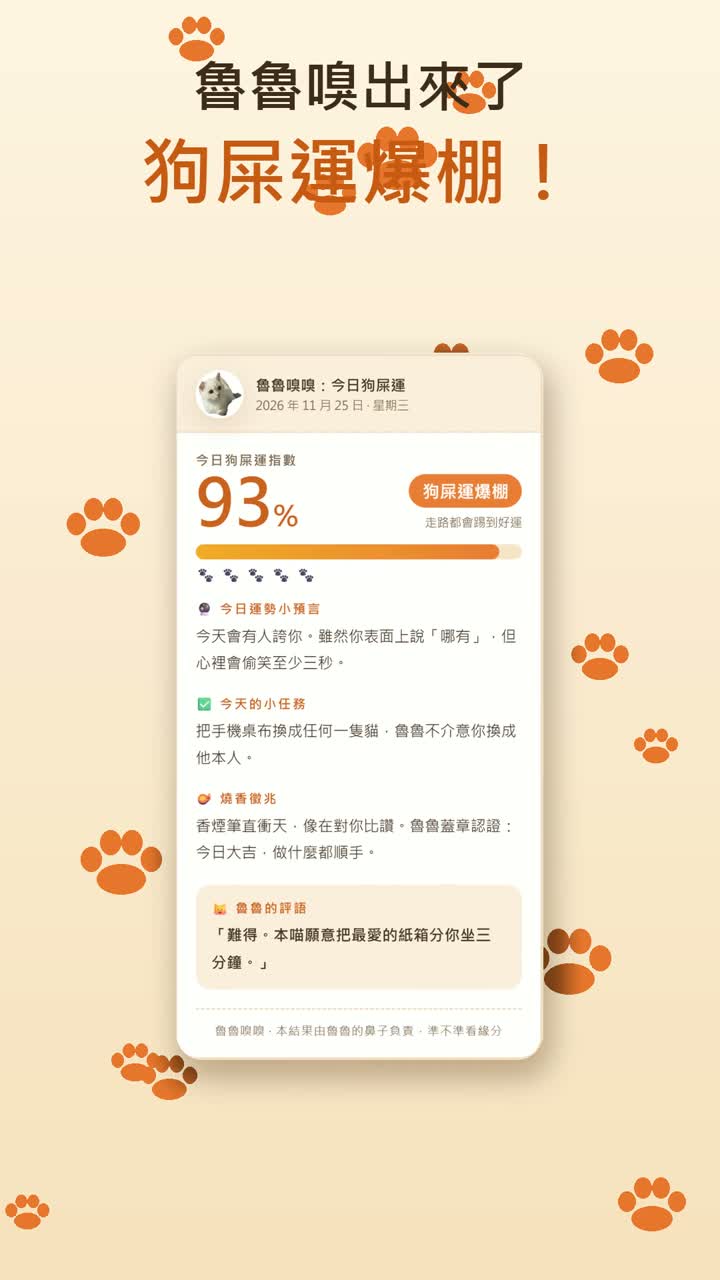 魯魯嗅出來了
狗屎運爆棚！
魯魯嗅嗅：今日狗屎運
2026 年 11 月 25 日 · 星期三
今日狗屎運指數
93%
狗屎運爆棚
走路都會踢到好運
今日運勢小預言
今天會有人誇你。雖然你表面上說「哪有」，但
心裡會偷笑至少三秒。
今天的小任務
把手機桌布換成任何一隻貓，魯魯不介意你換成
他本人。
燒香徵兆
香煙筆直衝天，像在對你比讚。魯魯蓋章認證：
今日大吉，做什麼都順手。
魯魯的評語
「難得。本喵願意把最愛的紙箱分你坐三
分鐘。」
魯魯嗅嗅 · 本結果由魯魯的鼻子負責，準不準看緣分